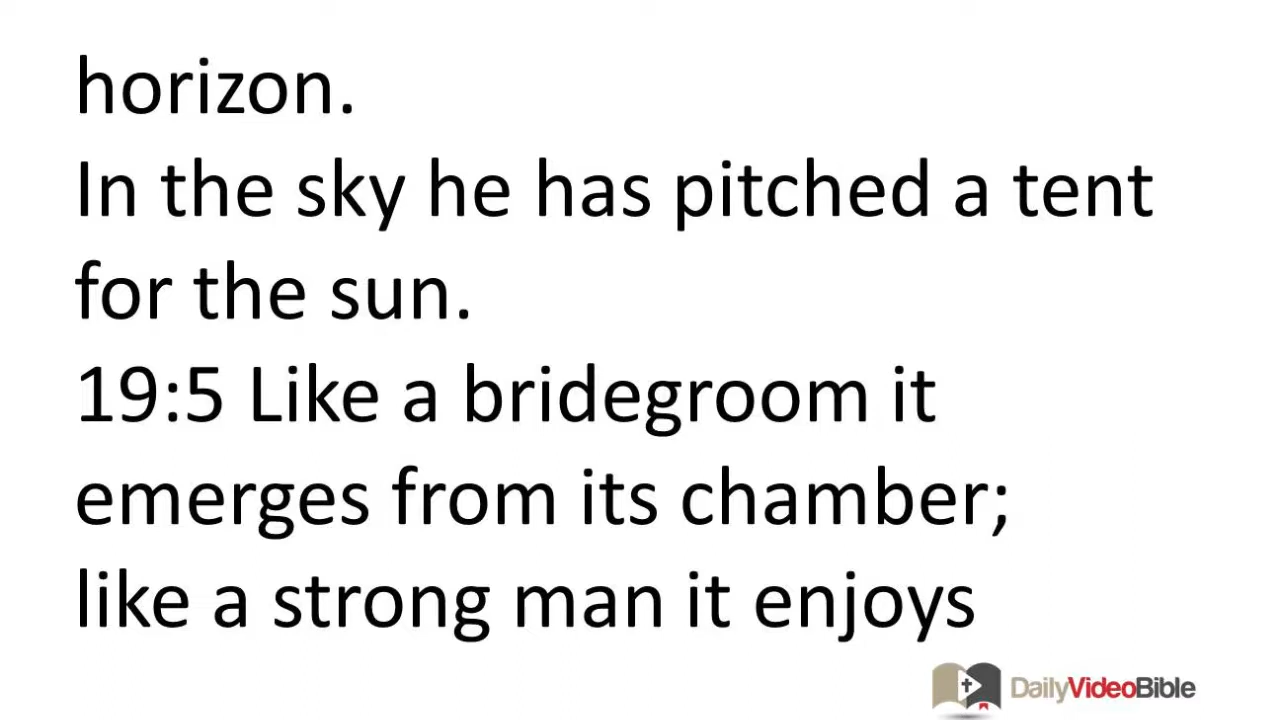 horizon.
In the sky he has pitched a tent
for the sun.
19:5 Like a bridegroom it
emerges from its chamber;
like a strong man it enjoys
DailyVideoBible